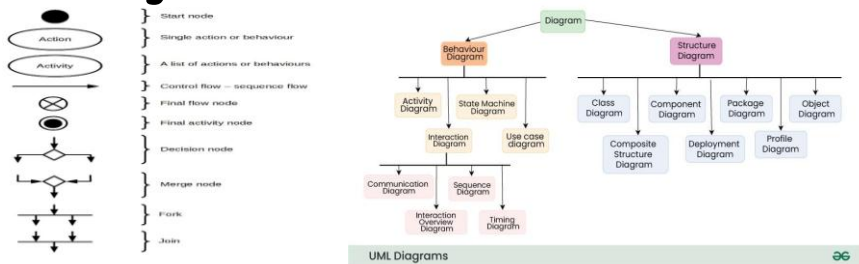 Start node
Action
Single action or behaviour
Activity
A list of actions or behaviours
Control flow – sequence flow
Final flow node
Final activity node
Decision node
Merge node
Fork
Join
Diagram
Behaviour
Diagram
Structure
Diagram
Activity
Diagram
State Machine
Diagram
Interaction
Diagram
Use case
diagram
Communication
Diagram
Sequence
Diagram
Interaction
Overview
Diagram
Timing
Diagram
Class
Diagram
Component
Diagram
Package
Diagram
Object
Diagram
Composite
Structure
Diagram
Deployment
Diagram
Profile
Diagram
UML Diagrams